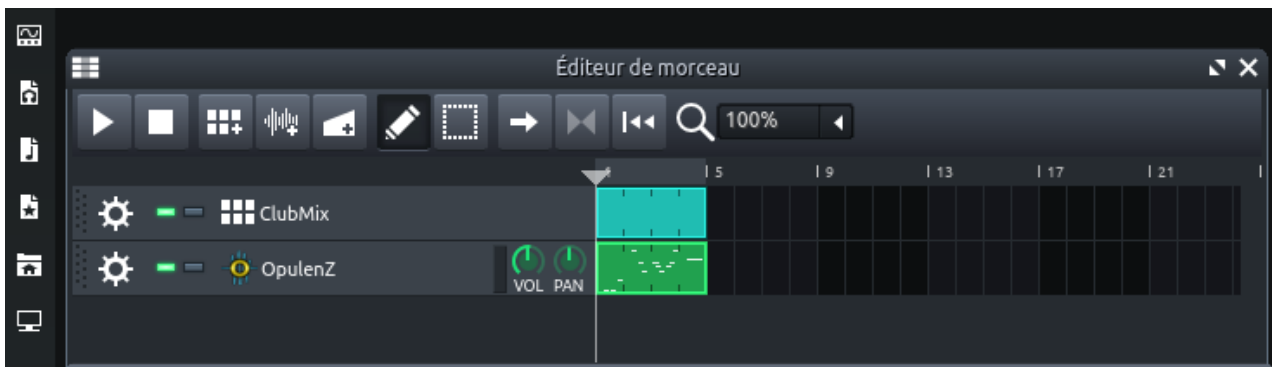 Éditeur de morceau
100%
5 9 13 17 21
ClubMix
OpulenZ
VOL PAN